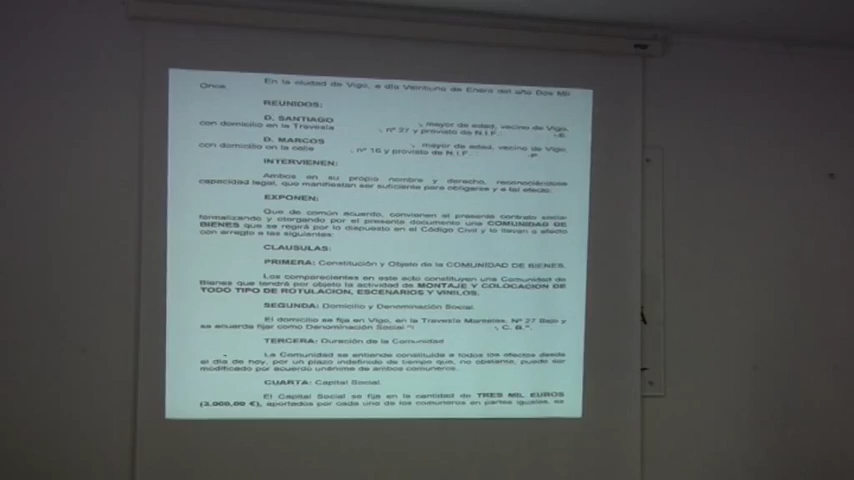 En la ciudad de Vigo, a día Veintiuno de Enero del año Dos Mil
Once.
REUNIDOS:
D. SANTIAGO , mayor de edad, vecino de Vigo,
con domicilio en la Travesía , nº 27 y provisto de N.I.F.: -E.
D. MARCOS , mayor de edad, vecino de Vigo,
con domicilio en la calle , nº 16 y provisto de N.I.F.: -P.
INTERVIENEN:
Ambos en su propio nombre y derecho, reconociéndose
capacidad legal, que manifiestan ser suficiente para obligarse y a tal efecto:
EXPONEN:
Que de común acuerdo, convienen el presente contrato social
formalizando y otorgando por el presente documento una COMUNIDAD DE
BIENES que se regirá por lo dispuesto en el Código Civil y lo llevan a efecto
con arreglo a las siguientes:
CLAUSULAS:
PRIMERA: Constitución y Objeto de la COMUNIDAD DE BIENES.
Los comparecientes en este acto constituyen una Comunidad de
Bienes que tendrá por objeto la actividad de MONTAJE Y COLOCACION DE
TODO TIPO DE ROTULACION, ESCENARIOS Y VINILOS.
SEGUNDA: Domicilio y Denominación Social.
El domicilio se fija en Vigo, en la Travesía Nº 27 Bajo y
se acuerda fijar como Denominación Social " , C. B.".
TERCERA: Duración de la Comunidad
La Comunidad se entiende constituida a todos los efectos desde
el día de hoy, por un plazo indefinido de tiempo que, no obstante, puede ser
modificado por acuerdo unánime de ambos comuneros.
CUARTA: Capital Social.
El Capital Social se fija en la cantidad de TRES MIL EUROS
(3.000,00 €), aportados por cada uno de los comuneros en partes iguales, es